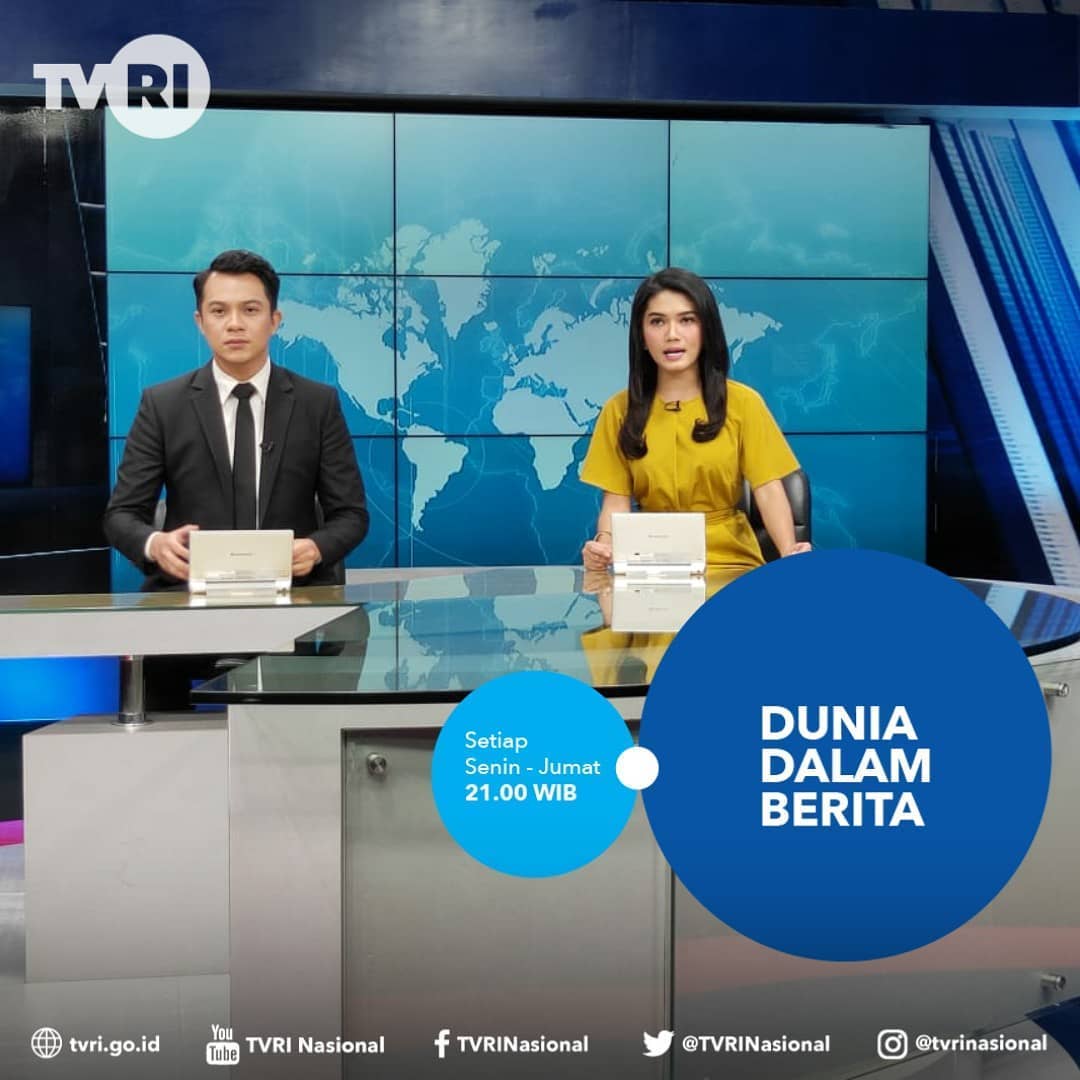 TVRI
Setiap
Senin - Jumat
21.00 WIB
DUNIA
DALAM
BERITA
tvri.go.id
You
Tube
TVRI Nasional
f TVRINasional
@TVRINasional
@tvrinasional